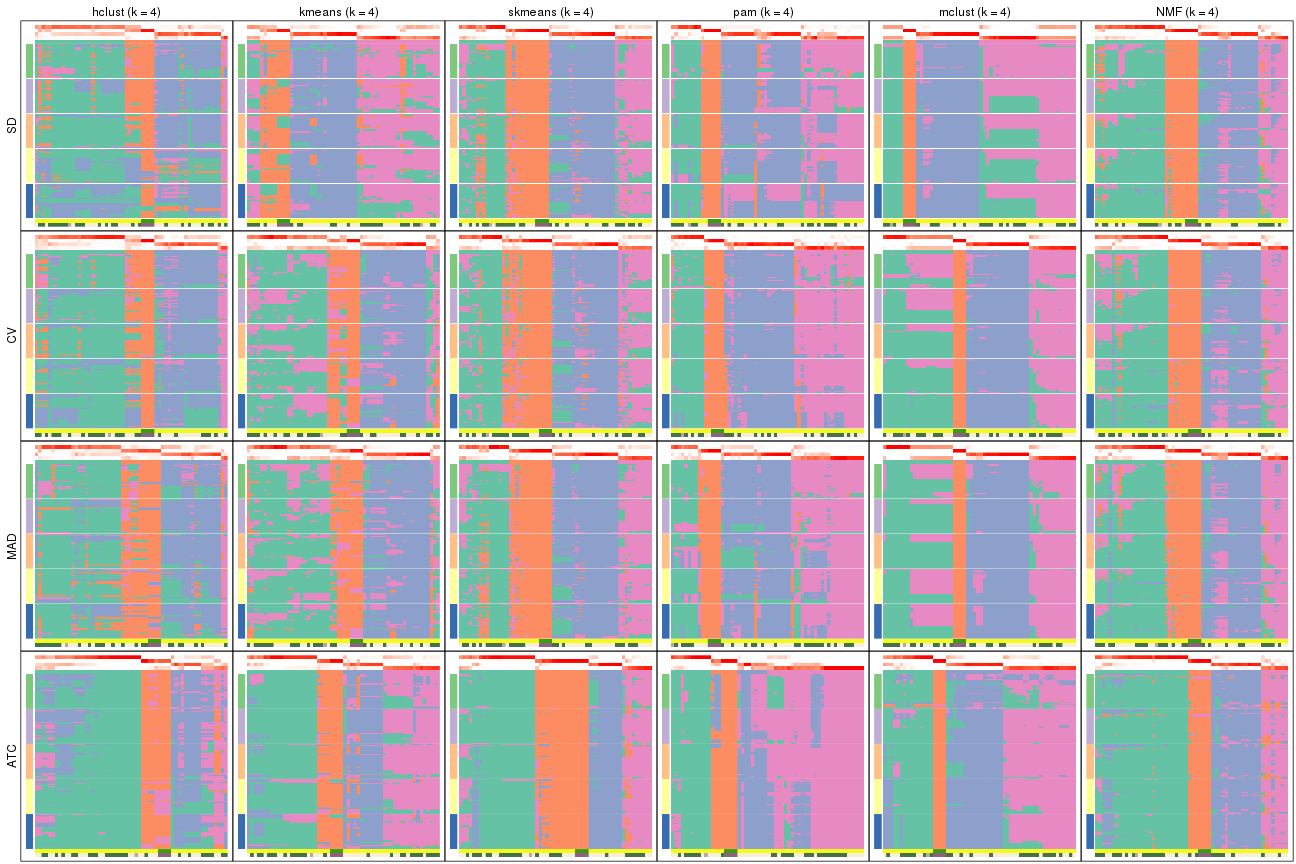 hclust (k = 4)
kmeans (k = 4)
skmeans (k = 4)
pam (k = 4)
mclust (k = 4)
NMF (k = 4)
SD
CV
MAD
ATC